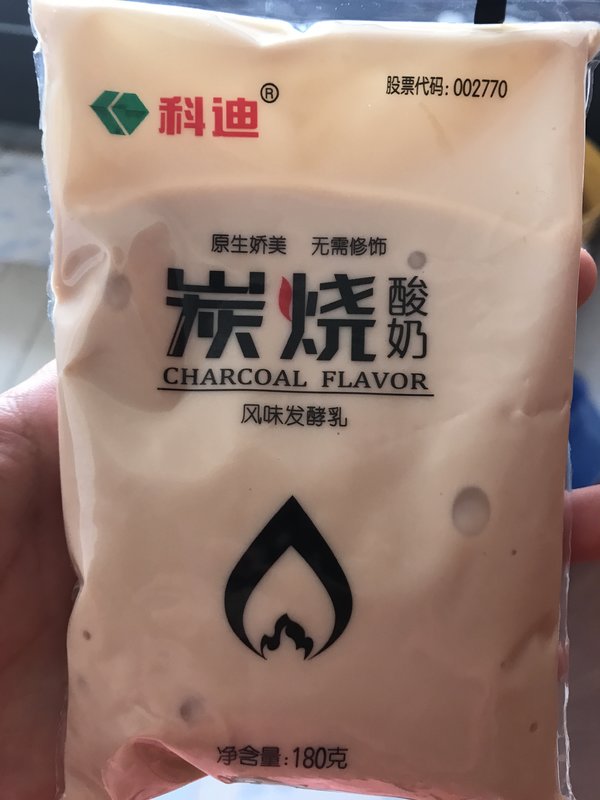 科迪®
股票代码：002770
原生娇美 无需修饰
炭烧酸奶
CHARCOAL FLAVOR
风味发酵乳
净含量：180克